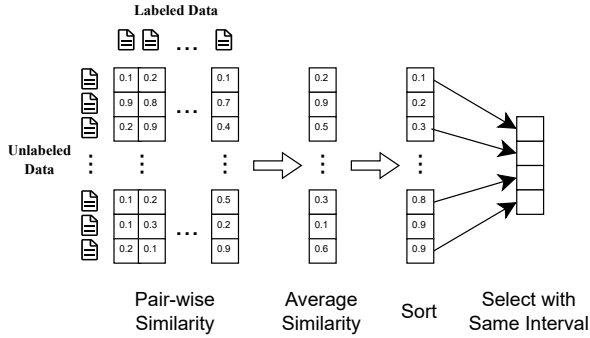 Labeled Data
...
0.1 0.2 0.1 0.2 0.1
0.9 0.8 ... 0.7 0.9 0.2
0.2 0.9 0.4 0.5 0.3
Unlabeled
Data
0.1 0.2 0.5 0.3 0.8
0.1 0.3 ... 0.2 0.1 0.9
0.2 0.1 0.9 0.6 0.9
Pair-wise
Similarity
Average
Similarity
Sort
Select with
Same Interval